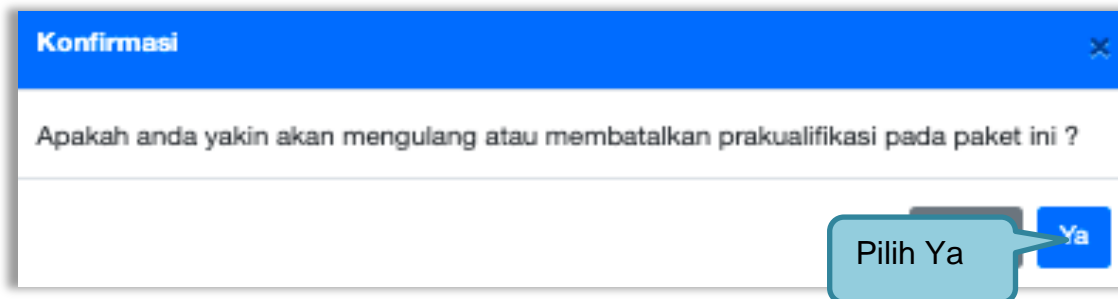 Konfirmasi
×
Apakah anda yakin akan mengulang atau membatalkan prakualifikasi pada paket ini ?
Pilih Ya
Ya